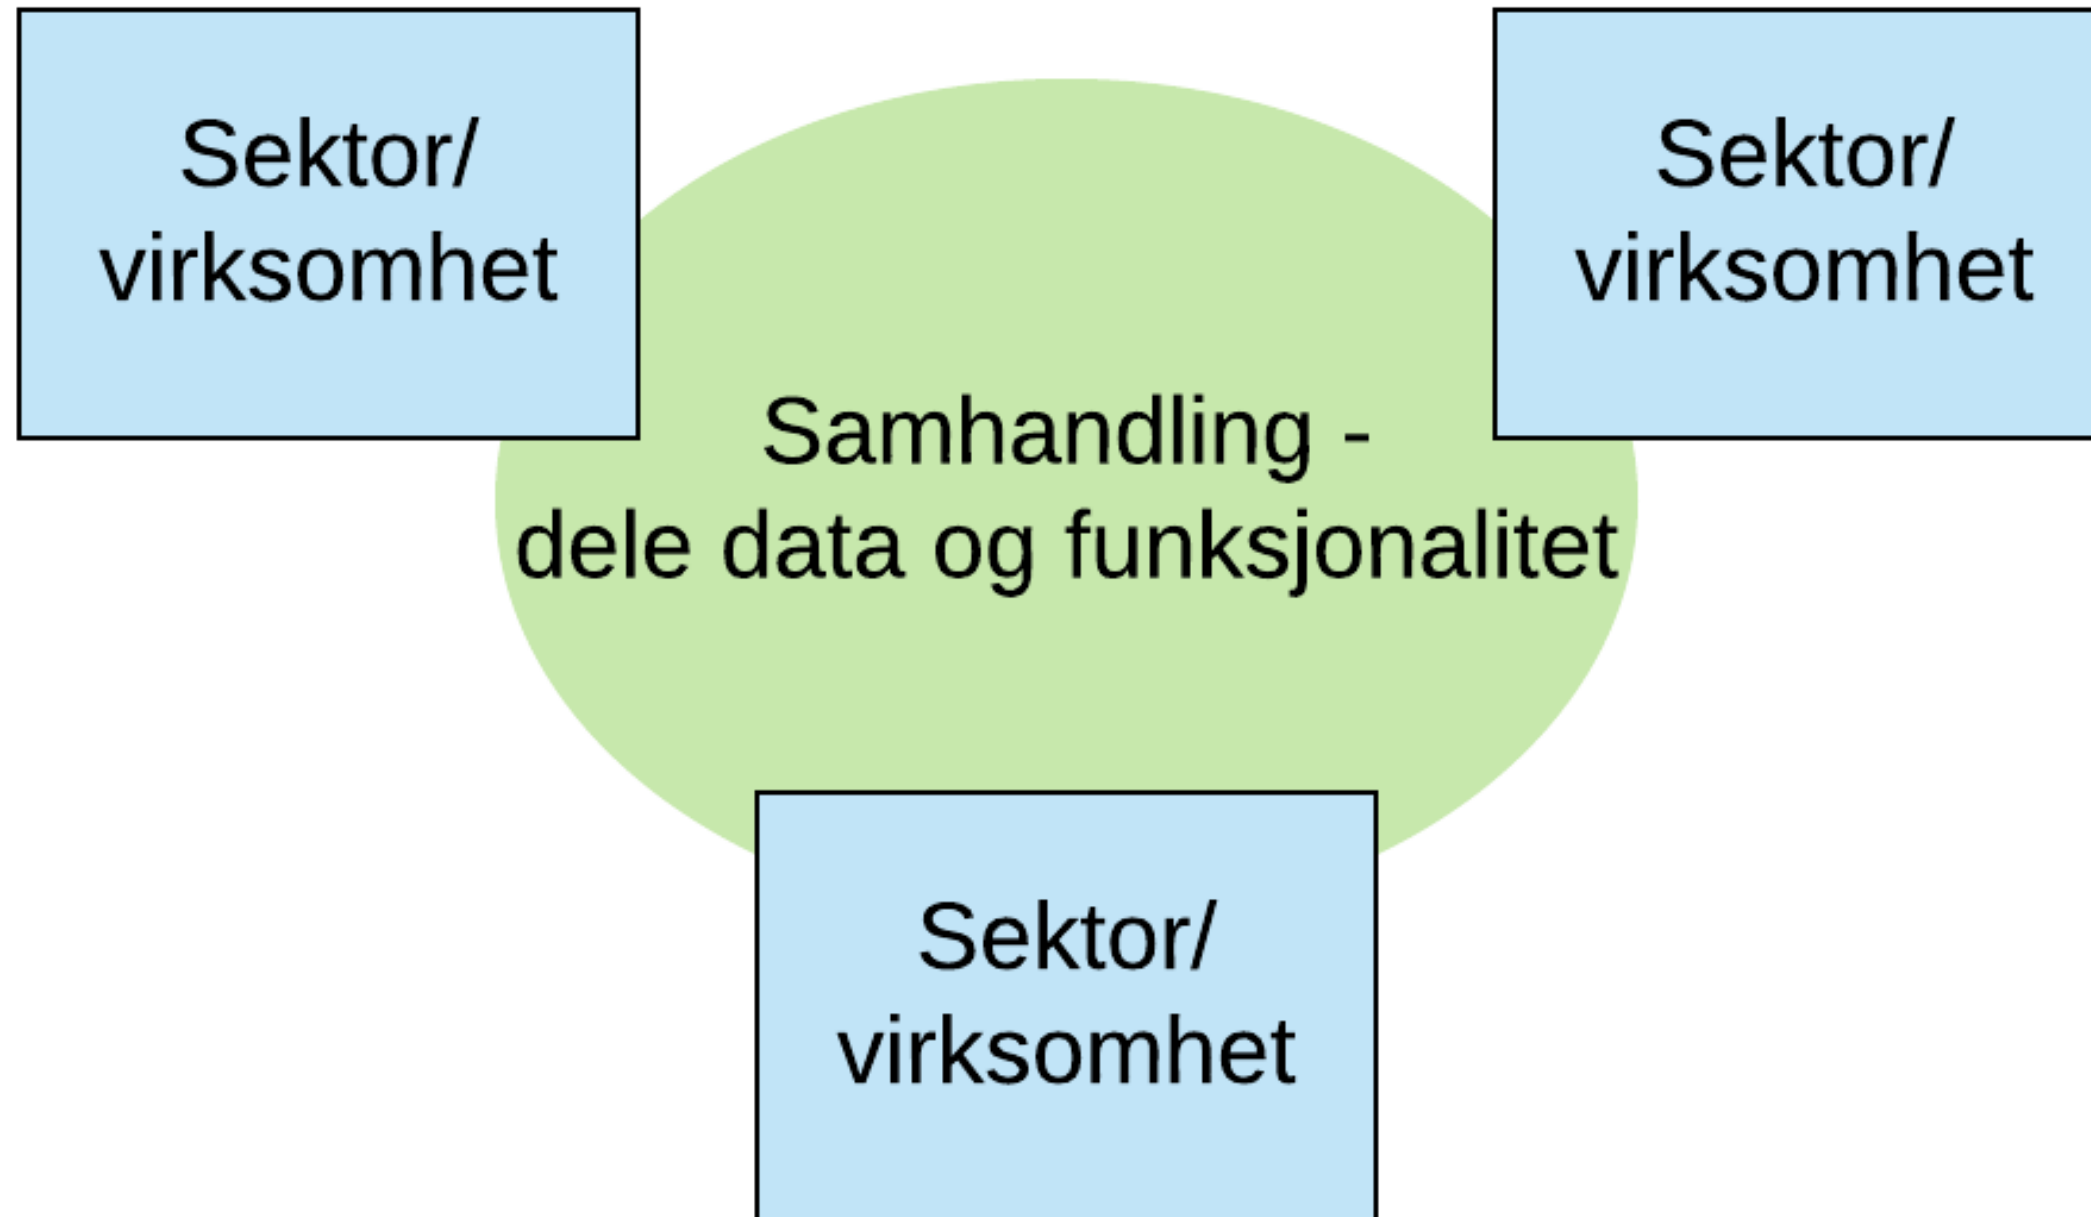 Sektor/
virksomhet
Sektor/
virksomhet
Samhandling -
dele data og funksjonalitet
Sektor/
virksomhet